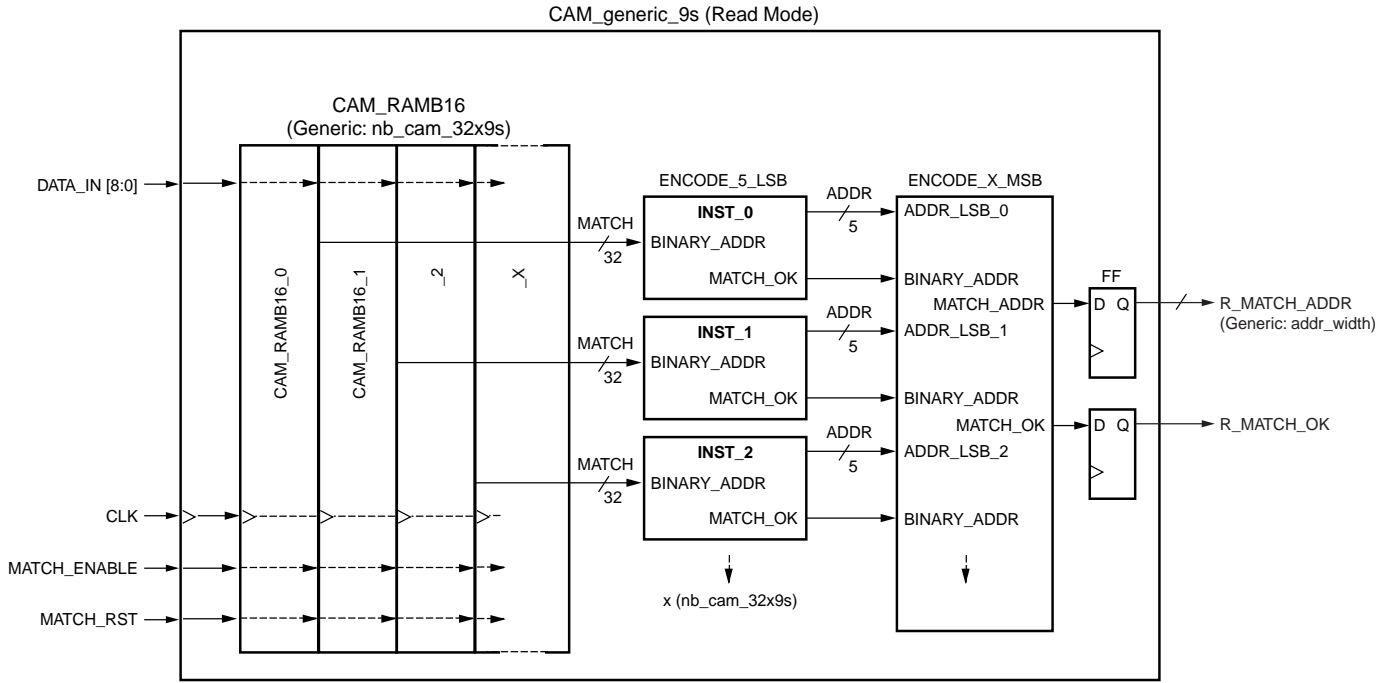 CAM_generic_9s (Read Mode)
CAM_RAMB16
(Generic: nb_cam_32x9s)
DATA_IN [8:0]
CLK
MATCH_ENABLE
MATCH_RST
CAM_RAMB16_0
CAM_RAMB16_1
_2
_X
MATCH
32
MATCH
32
MATCH
32
ENCODE_5_LSB
INST_0
BINARY_ADDR
MATCH_OK
INST_1
BINARY_ADDR
MATCH_OK
INST_2
BINARY_ADDR
MATCH_OK
x (nb_cam_32x9s)
ADDR
5
ADDR
5
ADDR
5
ENCODE_X_MSB
ADDR_LSB_0
BINARY_ADDR
MATCH_ADDR
ADDR_LSB_1
BINARY_ADDR
MATCH_OK
ADDR_LSB_2
BINARY_ADDR
FF
D Q
D Q
R_MATCH_ADDR
(Generic: addr_width)
R_MATCH_OK